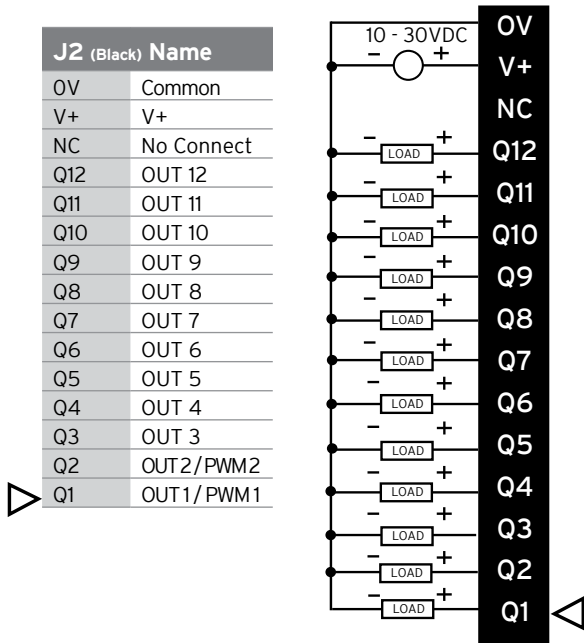 J2 (Black) Name
0V Common
V+ V+
NC No Connect
Q12 OUT 12
Q11 OUT 11
Q10 OUT 10
Q9 OUT 9
Q8 OUT 8
Q7 OUT 7
Q6 OUT 6
Q5 OUT 5
Q4 OUT 4
Q3 OUT 3
Q2 OUT2/PWM2
Q1 OUT1/PWM1
0V
10 - 30VDC
- + V+
NC
- LOAD + Q12
- LOAD + Q11
- LOAD + Q10
- LOAD + Q9
- LOAD + Q8
- LOAD + Q7
- LOAD + Q6
- LOAD + Q5
- LOAD + Q4
- LOAD + Q3
- LOAD + Q2
- LOAD + Q1